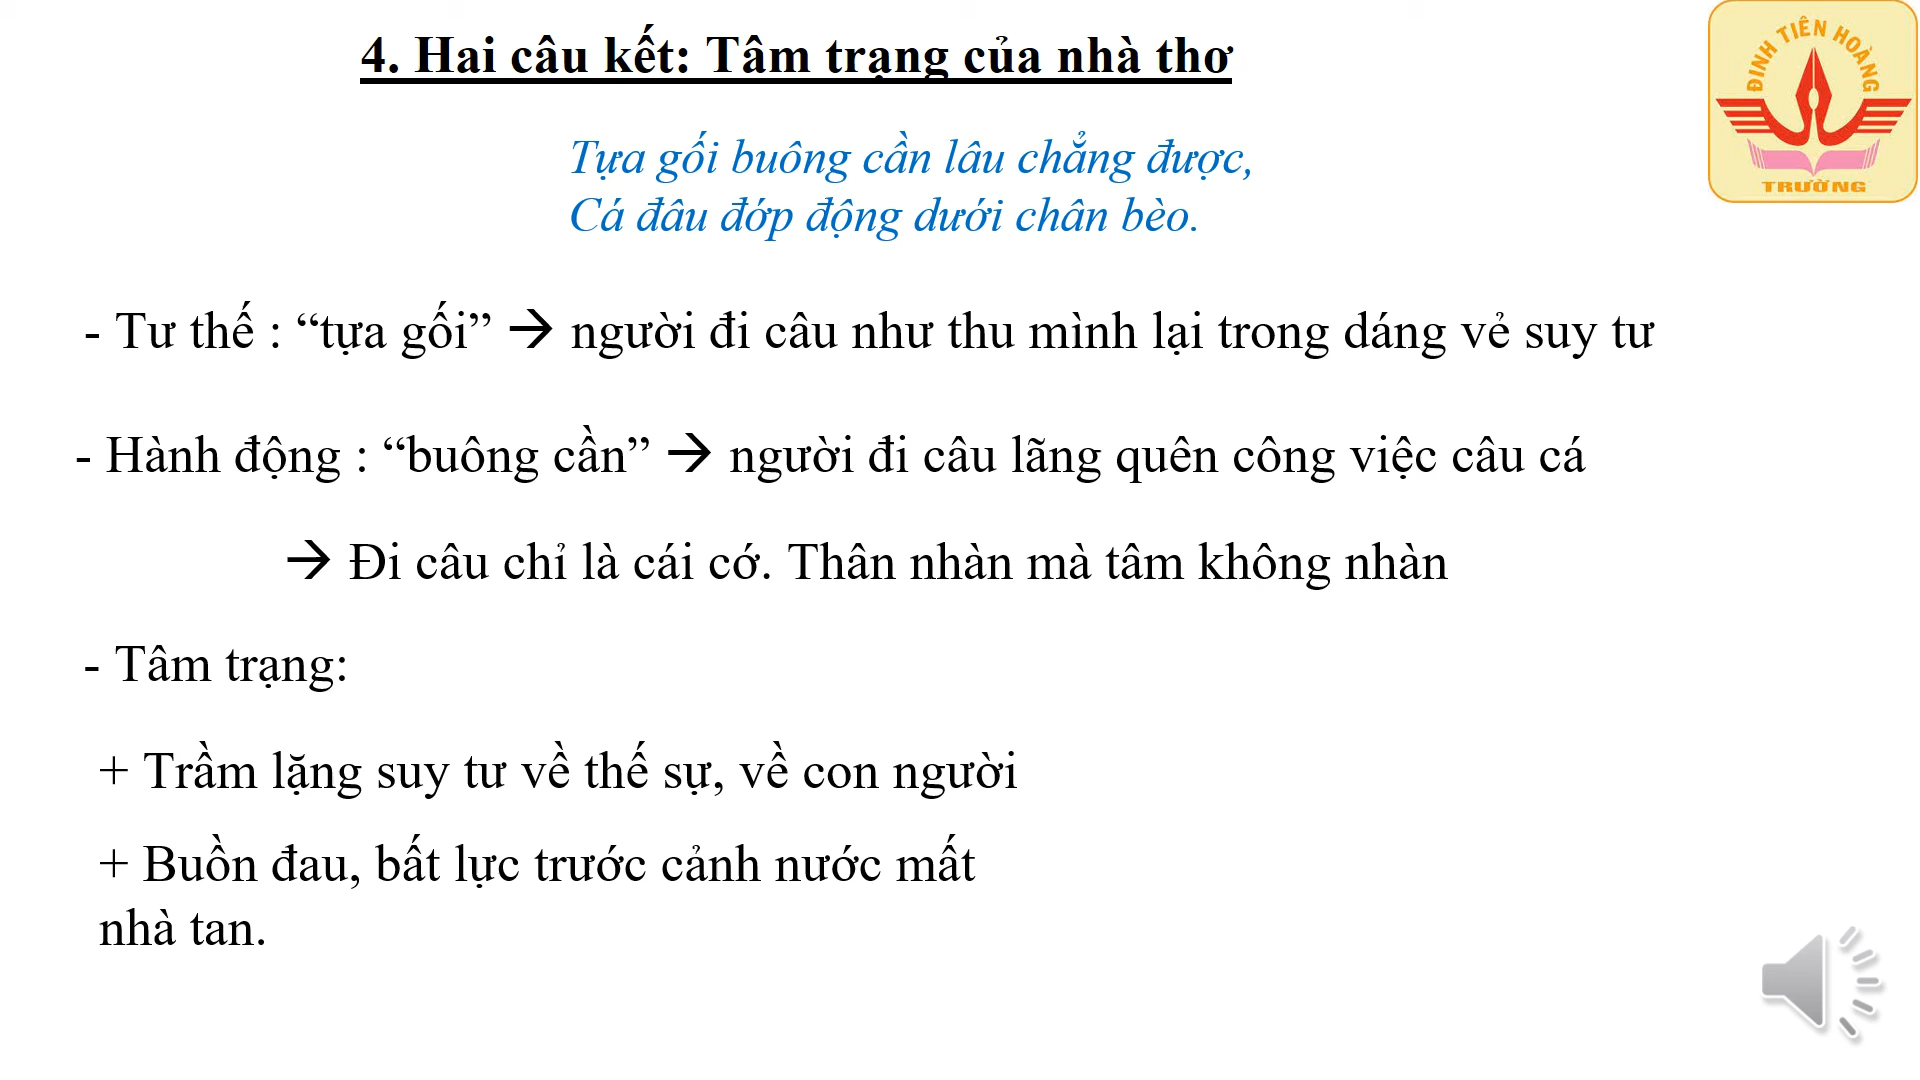 4. Hai câu kết: Tâm trạng của nhà thơ
ĐINH TIÊN HOÀNG
TRƯỜNG
Tựa gối buông cần lâu chẳng được,
Cá đâu đớp động dưới chân bèo.
- Tư thế : “tựa gối” → người đi câu như thu mình lại trong dáng vẻ suy tư
- Hành động : “buông cần” → người đi câu lãng quên công việc câu cá
→ Đi câu chỉ là cái cớ. Thân nhàn mà tâm không nhàn
- Tâm trạng:
+ Trầm lặng suy tư về thế sự, về con người
+ Buồn đau, bất lực trước cảnh nước mất
nhà tan.